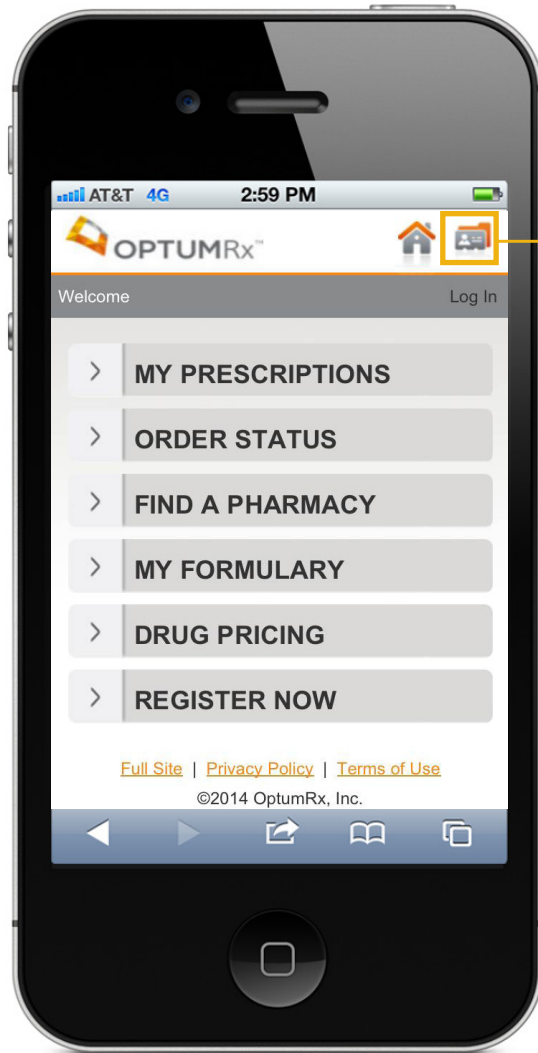 AT&T 4G 2:59 PM
OPTUMRx™
Welcome Log In
MY PRESCRIPTIONS
ORDER STATUS
FIND A PHARMACY
MY FORMULARY
DRUG PRICING
REGISTER NOW
Full Site | Privacy Policy | Terms of Use
©2014 OptumRx, Inc.